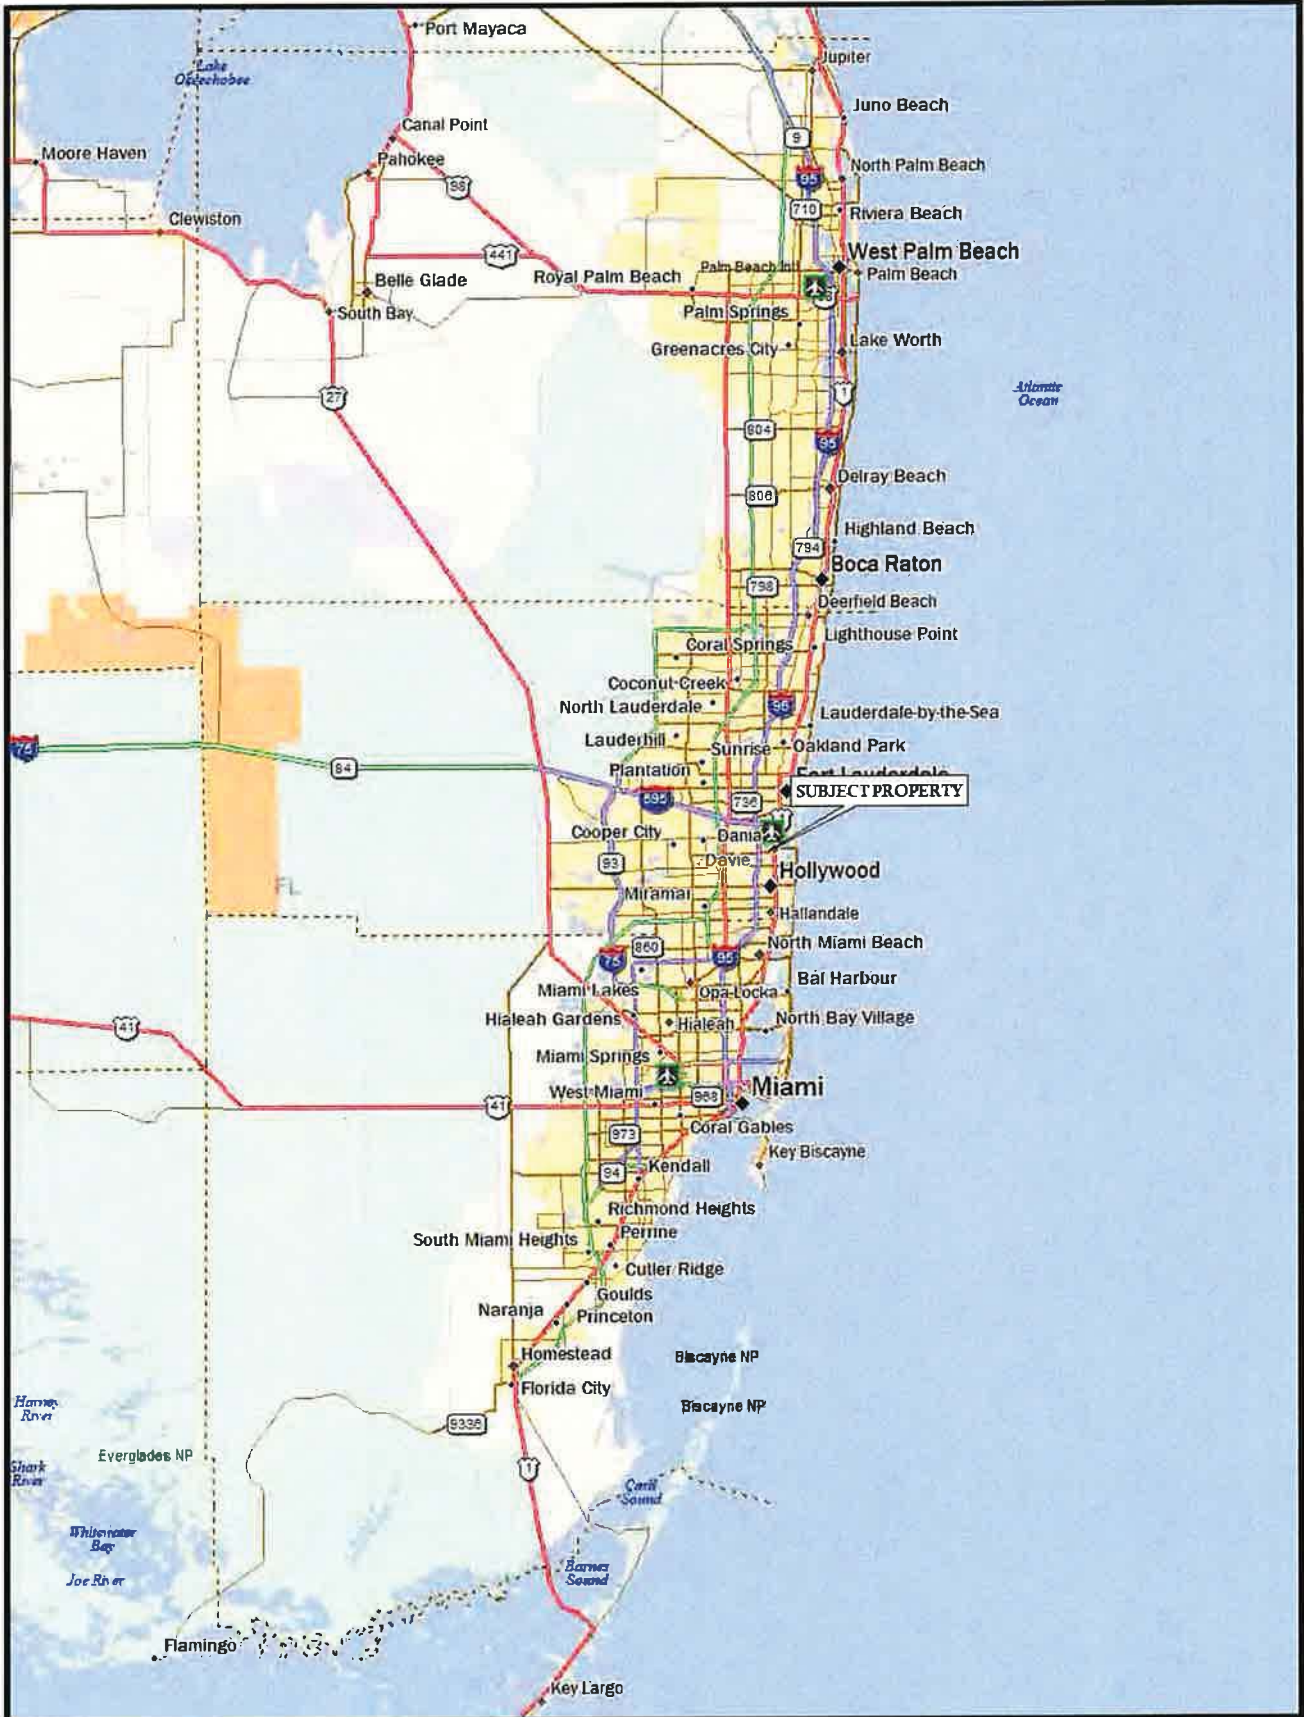 Port Mayaca
Jupiter
Lake
Okeechobee
Juno Beach
Canal Point
9
Moore Haven
Pahokee
North Palm Beach
95
98
710
Riviera Beach
Clewiston
West Palm Beach
441
Palm Beach Intl
Palm Beach
Royal Palm Beach
Belle Glade
South Bay
Palm Springs
Greenacres City
Lake Worth
Atlantic
Ocean
27
1
804
95
Delray Beach
806
Highland Beach
794
Boca Raton
798
Deerfield Beach
Lighthouse Point
Coral Springs
Coconut Creek
North Lauderdale
95
Lauderdale-by-the-Sea
Lauderhill
Sunrise
Oakland Park
75
84
Plantation
Fort Lauderdale
SUBJECT PROPERTY
595
736
1
Cooper City
Dania
93
Davie
Hollywood
FL
Miramar
Hallandale
860
North Miami Beach
75
95
Bal Harbour
Miami Lakes
Opa-Locka
Hialeah Gardens
Hialeah
North Bay Village
41
Miami Springs
West Miami
968
Miami
41
Coral Gables
973
Key Biscayne
94
Kendall
Richmond Heights
South Miami Heights
Perrine
Cutler Ridge
Goulds
Naranja
Princeton
Homestead
Biscayne NP
Florida City
Harney
River
Biscayne NP
9336
Everglades NP
Shark
River
1
Card
Sound
Whitewater
Bay
Joe River
Barnes
Sound
Flamingo
Key Largo